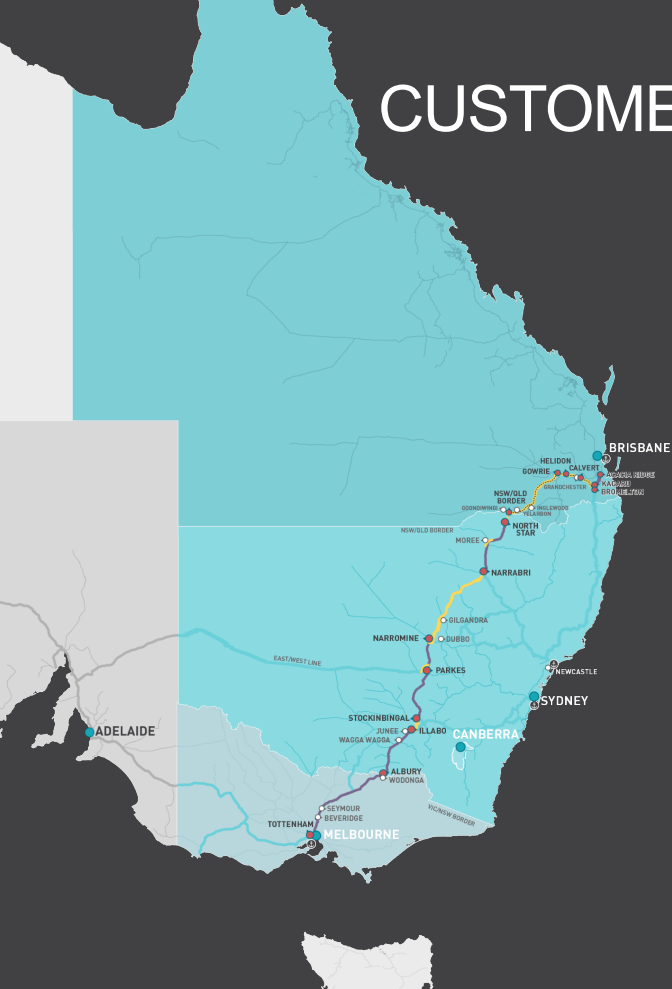 CUSTOME
BRISBANE
HELIDON
GOWRIE
CALVERT
GRANDCHESTER
ACACIA RIDGE
KAGARU
BROMELTON
NSW/QLD
BORDER
GOONDIWINDI
INGLEWOOD
YELARBON
NORTH
STAR
NSW/QLD BORDER
MOREE
NARRABRI
GILGANDRA
NARROMINE
DUBBO
EAST/WEST LINE
PARKES
NEWCASTLE
SYDNEY
STOCKINBINGAL
JUNEE
ILLABO
WAGGA WAGGA
CANBERRA
ADELAIDE
ALBURY
WODONGA
SEYMOUR
BEVERIDGE
VIC/NSW BORDER
TOTTENHAM
MELBOURNE